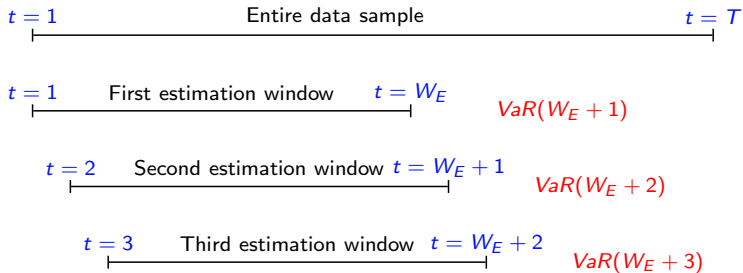 t = 1 Entire data sample t = T
t = 1 First estimation window t = W_E
VaR(W_E + 1)
t = 2 Second estimation window t = W_E + 1
VaR(W_E + 2)
t = 3 Third estimation window t = W_E + 2
VaR(W_E + 3)